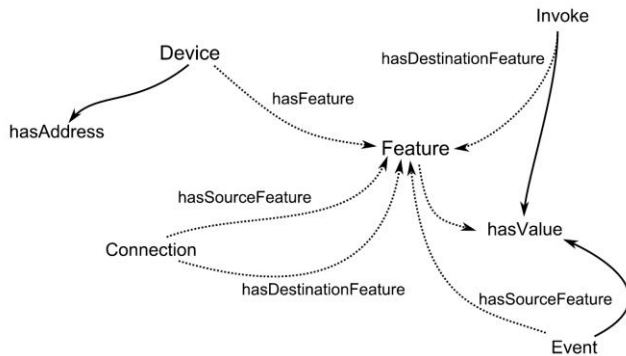 Invoke
Device
hasDestinationFeature
hasFeature
hasAddress
Feature
hasSourceFeature
hasValue
Connection
hasDestinationFeature
hasSourceFeature
Event